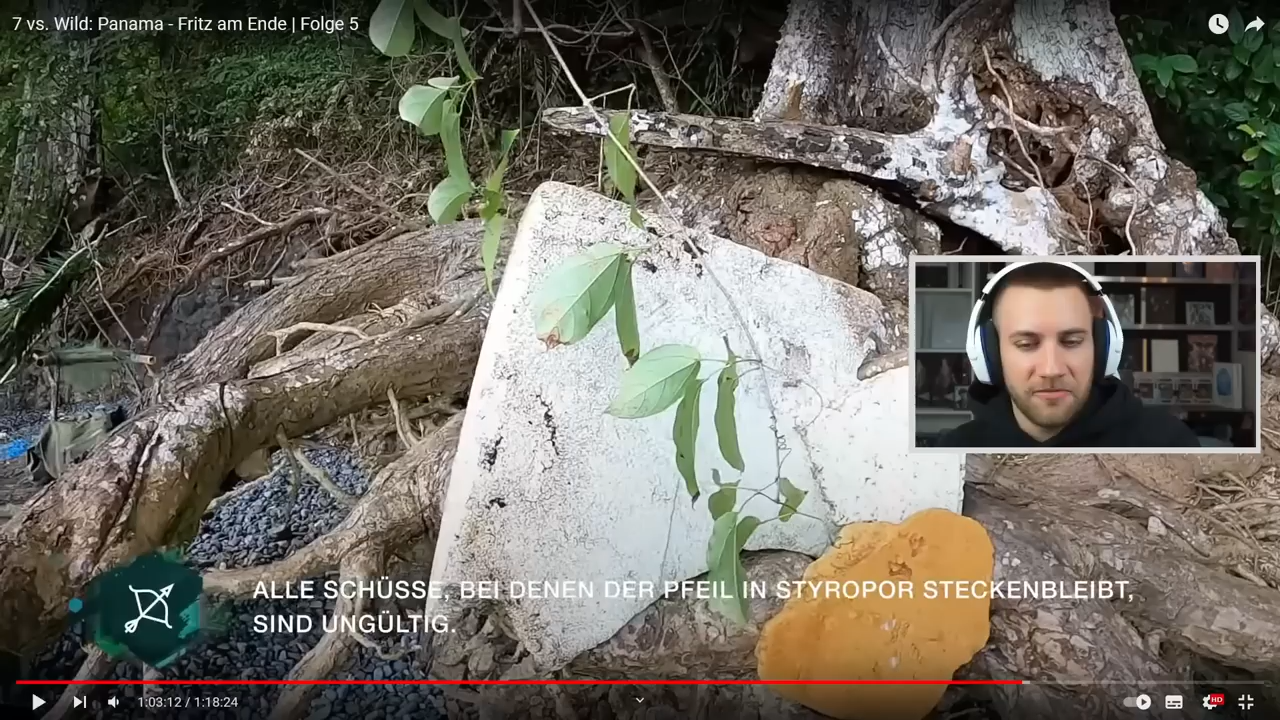 7 vs. Wild: Panama - Fritz am Ende | Folge 5
ALLE SCHÜSSE, BEI DENEN DER PFEIL IN STYROPOR STECKENBLEIBT,
SIND UNGÜLTIG.
1:03:12 / 1:18:24
HD